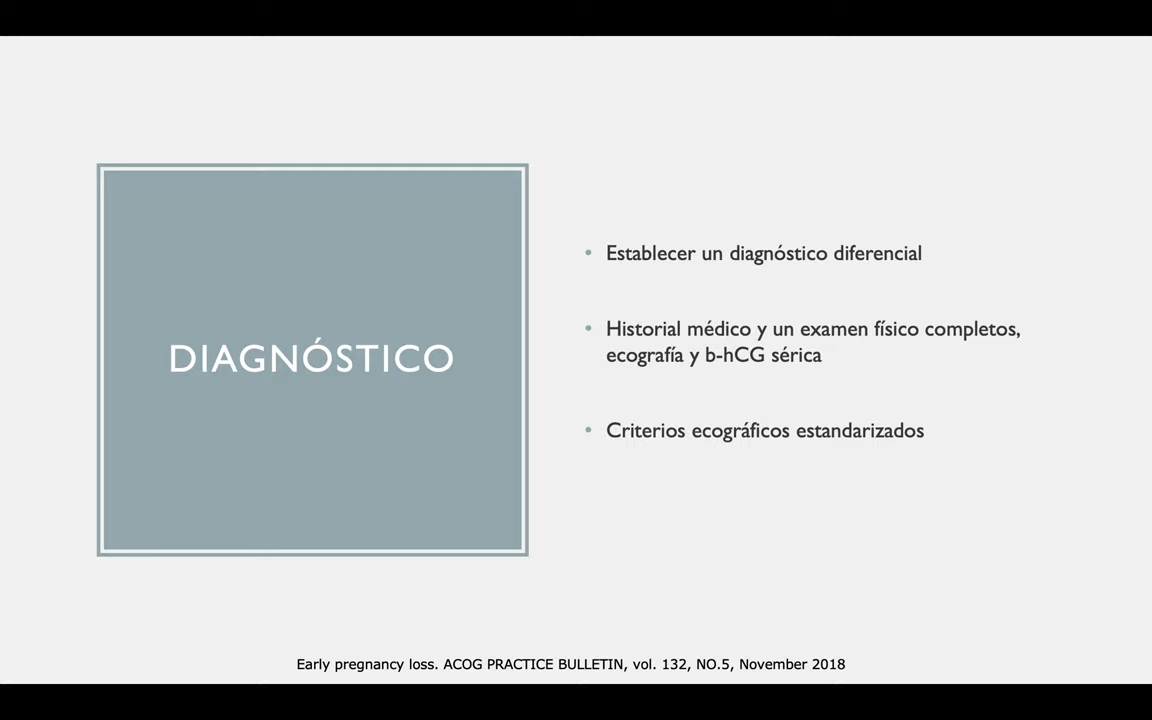 DIAGNÓSTICO
• Establecer un diagnóstico diferencial
• Historial médico y un examen físico completos,
ecografía y b-hCG sérica
• Criterios ecográficos estandarizados
Early pregnancy loss. ACOG PRACTICE BULLETIN, vol. 132, NO.5, November 2018